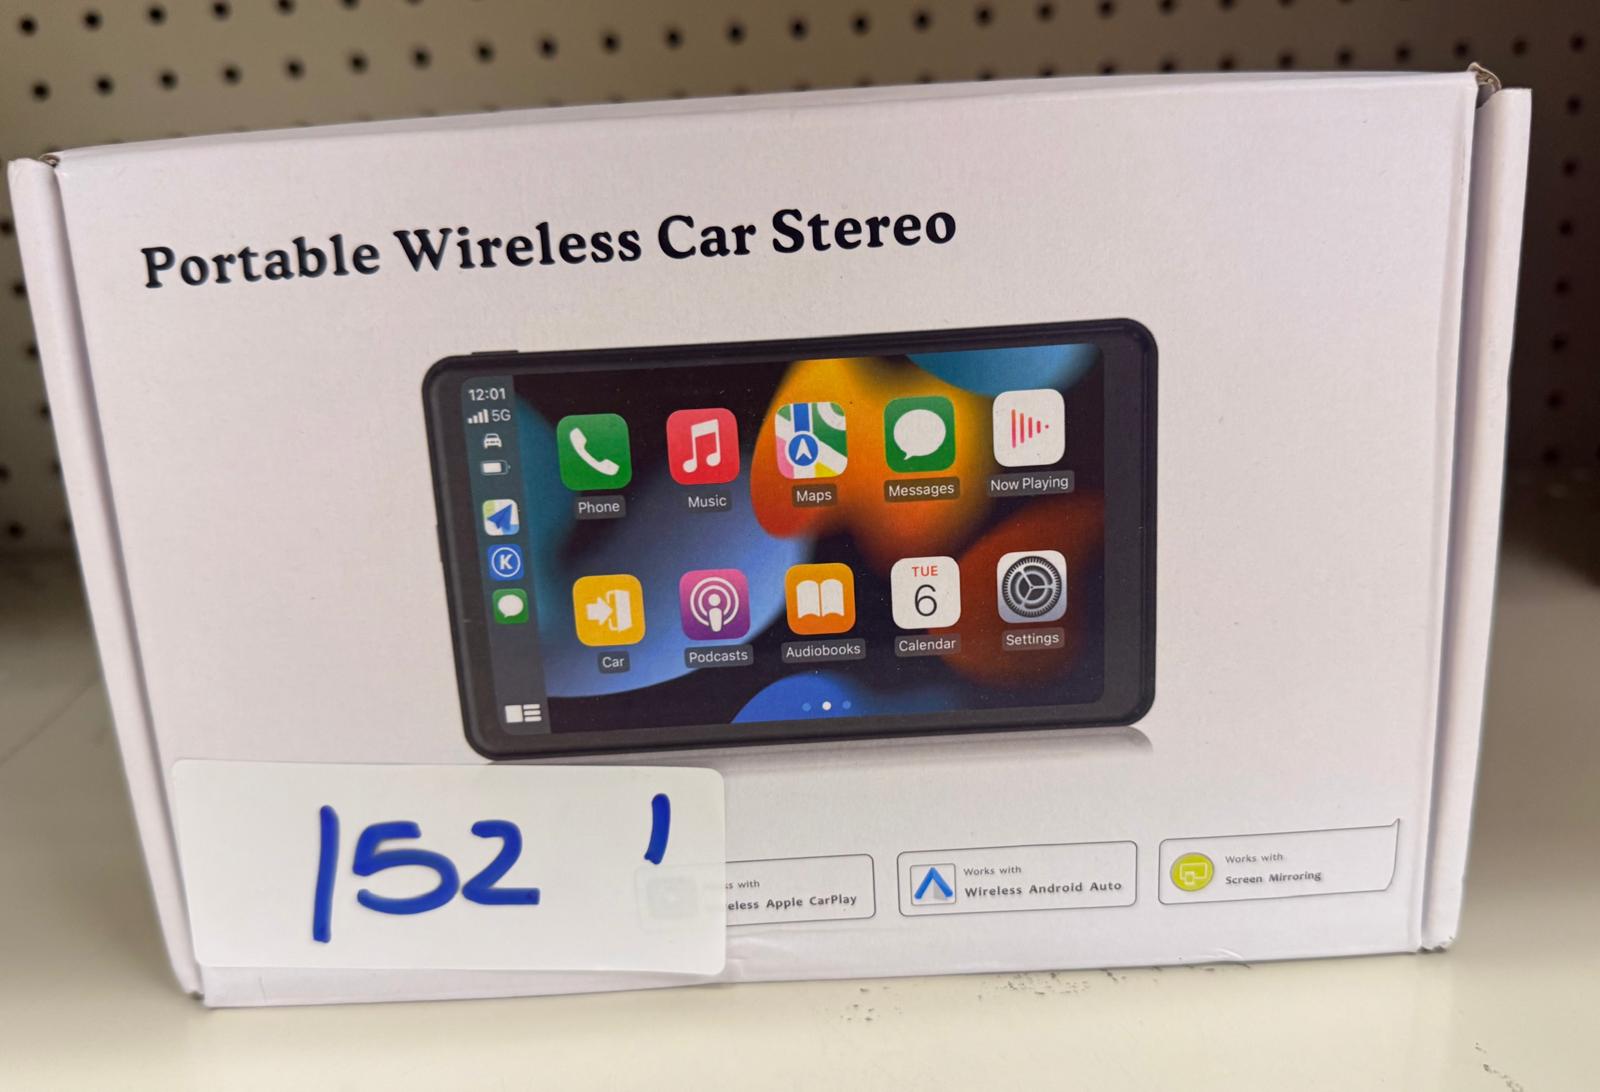 Portable Wireless Car Stereo
12:01
5G
Phone Music Maps Messages Now Playing
K
TUE
6
Car Podcasts Audiobooks Calendar Settings
152 '
with
Apple CarPlay
Works with
Wireless Android Auto
Works with
Screen Mirroring